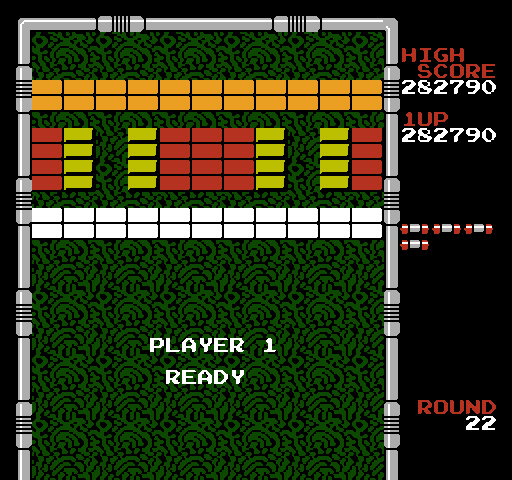 HIGH
SCORE
282790
1UP
282790
PLAYER 1
READY
ROUND
22